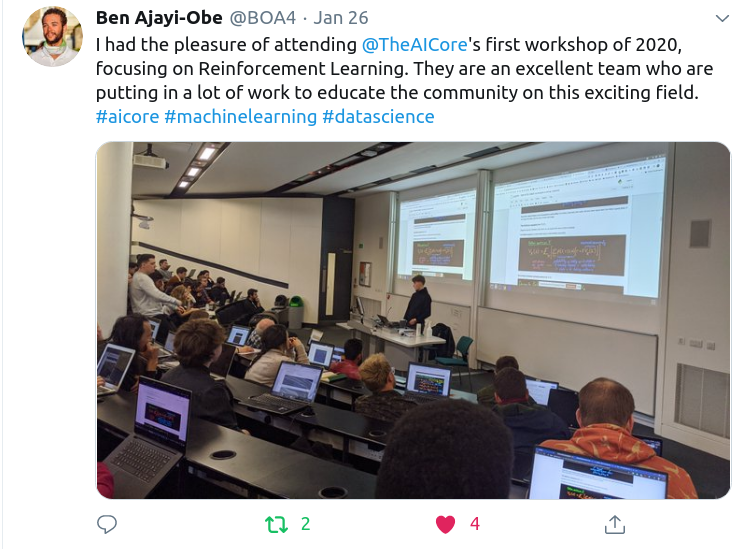 Ben Ajayi-Obe @BOA4 · Jan 26
I had the pleasure of attending @TheAICore's first workshop of 2020,
focusing on Reinforcement Learning. They are an excellent team who are
putting in a lot of work to educate the community on this exciting field.
#aicore #machinelearning #datascience
2
4